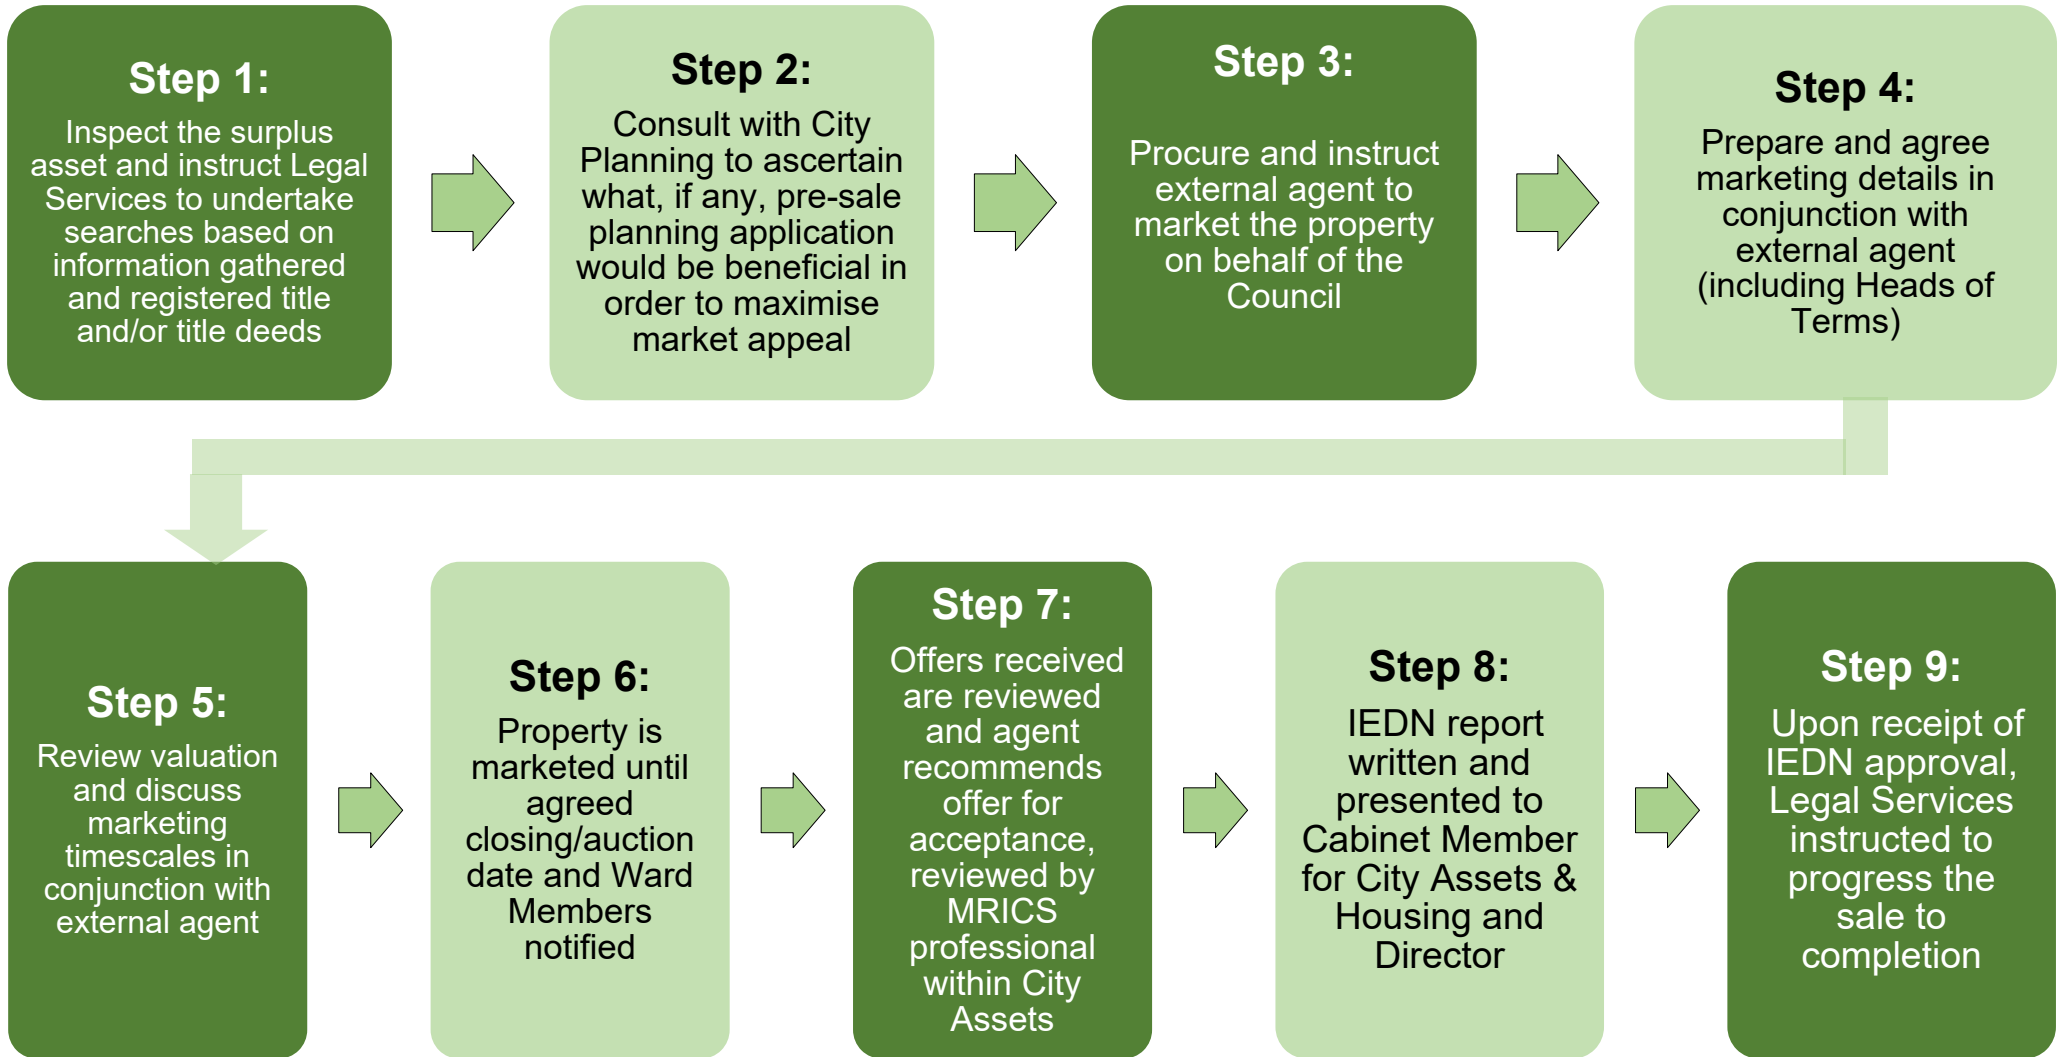 Step 1:
Inspect the surplus
asset and instruct Legal
Services to undertake
searches based on
information gathered
and registered title
and/or title deeds
Step 2:
Consult with City
Planning to ascertain
what, if any, pre-sale
planning application
would be beneficial in
order to maximise
market appeal
Step 3:
Procure and instruct
external agent to
market the property
on behalf of the
Council
Step 4:
Prepare and agree
marketing details in
conjunction with
external agent
(including Heads of
Terms)
Step 5:
Review valuation
and discuss
marketing
timescales in
conjunction with
external agent
Step 6:
Property is
marketed until
agreed
closing/auction
date and Ward
Members
notified
Step 7:
Offers received
are reviewed
and agent
recommends
offer for
acceptance,
reviewed by
MRICS
professional
within City
Assets
Step 8:
IEDN report
written and
presented to
Cabinet Member
for City Assets &
Housing and
Director
Step 9:
Upon receipt of
IEDN approval,
Legal Services
instructed to
progress the
sale to
completion